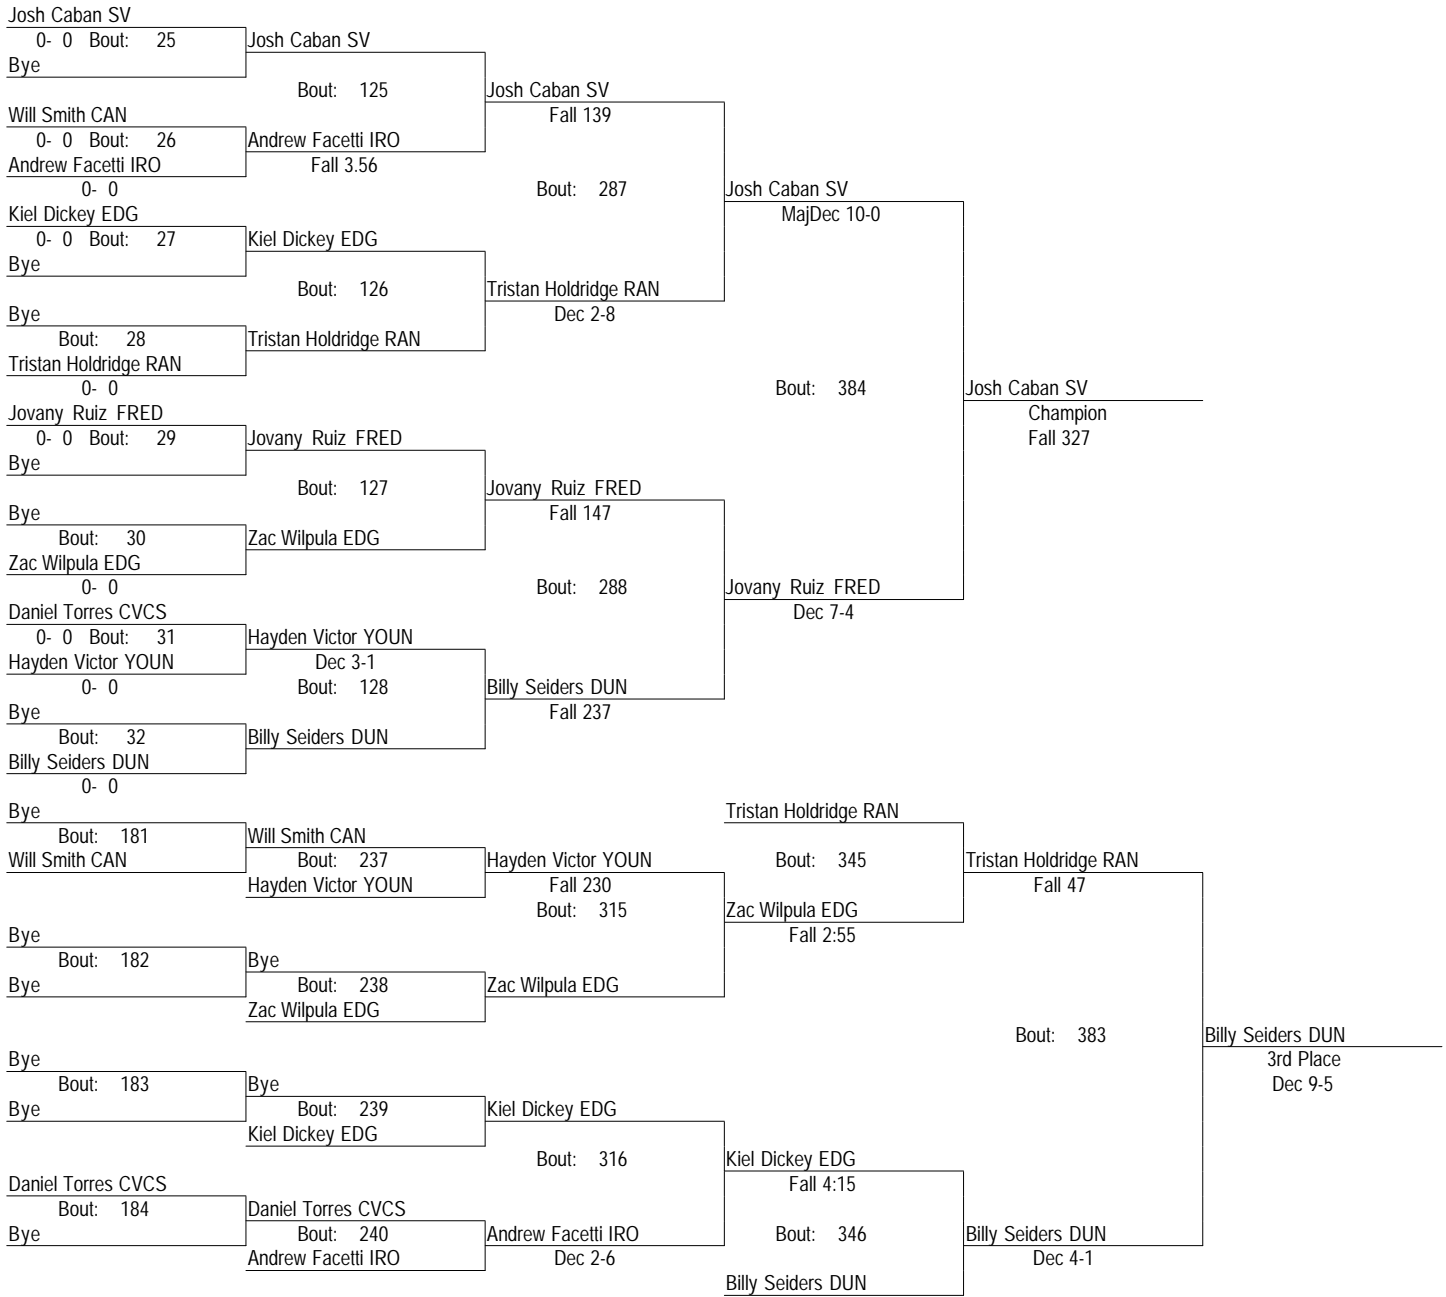 Josh Caban SV
0- 0 Bout: 25 Josh Caban SV
Bye
Bout: 125 Josh Caban SV
Will Smith CAN Fall 139
0- 0 Bout: 26 Andrew Facetti IRO
Andrew Facetti IRO Fall 3.56
0- 0 Bout: 287 Josh Caban SV
Kiel Dickey EDG MajDec 10-0
0- 0 Bout: 27 Kiel Dickey EDG
Bye
Bout: 126 Tristan Holdridge RAN
Bye Dec 2-8
Bout: 28 Tristan Holdridge RAN
Tristan Holdridge RAN
0- 0 Bout: 384 Josh Caban SV
Jovany Ruiz FRED Champion
0- 0 Bout: 29 Jovany Ruiz FRED Fall 327
Bye
Bout: 127 Jovany Ruiz FRED
Bye Fall 147
Bout: 30 Zac Wilpula EDG
Zac Wilpula EDG
0- 0 Bout: 288 Jovany Ruiz FRED
Daniel Torres CVCS Dec 7-4
0- 0 Bout: 31 Hayden Victor YOUN
Hayden Victor YOUN Dec 3-1
0- 0 Bout: 128 Billy Seiders DUN
Bye Fall 237
Bout: 32 Billy Seiders DUN
Billy Seiders DUN
0- 0
Bye Tristan Holdridge RAN
Bout: 181 Will Smith CAN
Will Smith CAN Bout: 237 Hayden Victor YOUN Bout: 345 Tristan Holdridge RAN
Hayden Victor YOUN Fall 230 Fall 47
Bout: 315 Zac Wilpula EDG
Bye Fall 2:55
Bout: 182 Bye
Bye Bout: 238 Zac Wilpula EDG
Zac Wilpula EDG
Bout: 383 Billy Seiders DUN
Bye 3rd Place
Bout: 183 Bye Dec 9-5
Bye Bout: 239 Kiel Dickey EDG
Kiel Dickey EDG
Bout: 316 Kiel Dickey EDG
Daniel Torres CVCS Fall 4:15
Bout: 184 Daniel Torres CVCS
Bye Bout: 240 Andrew Facetti IRO Bout: 346 Billy Seiders DUN
Andrew Facetti IRO Dec 2-6 Dec 4-1
Billy Seiders DUN